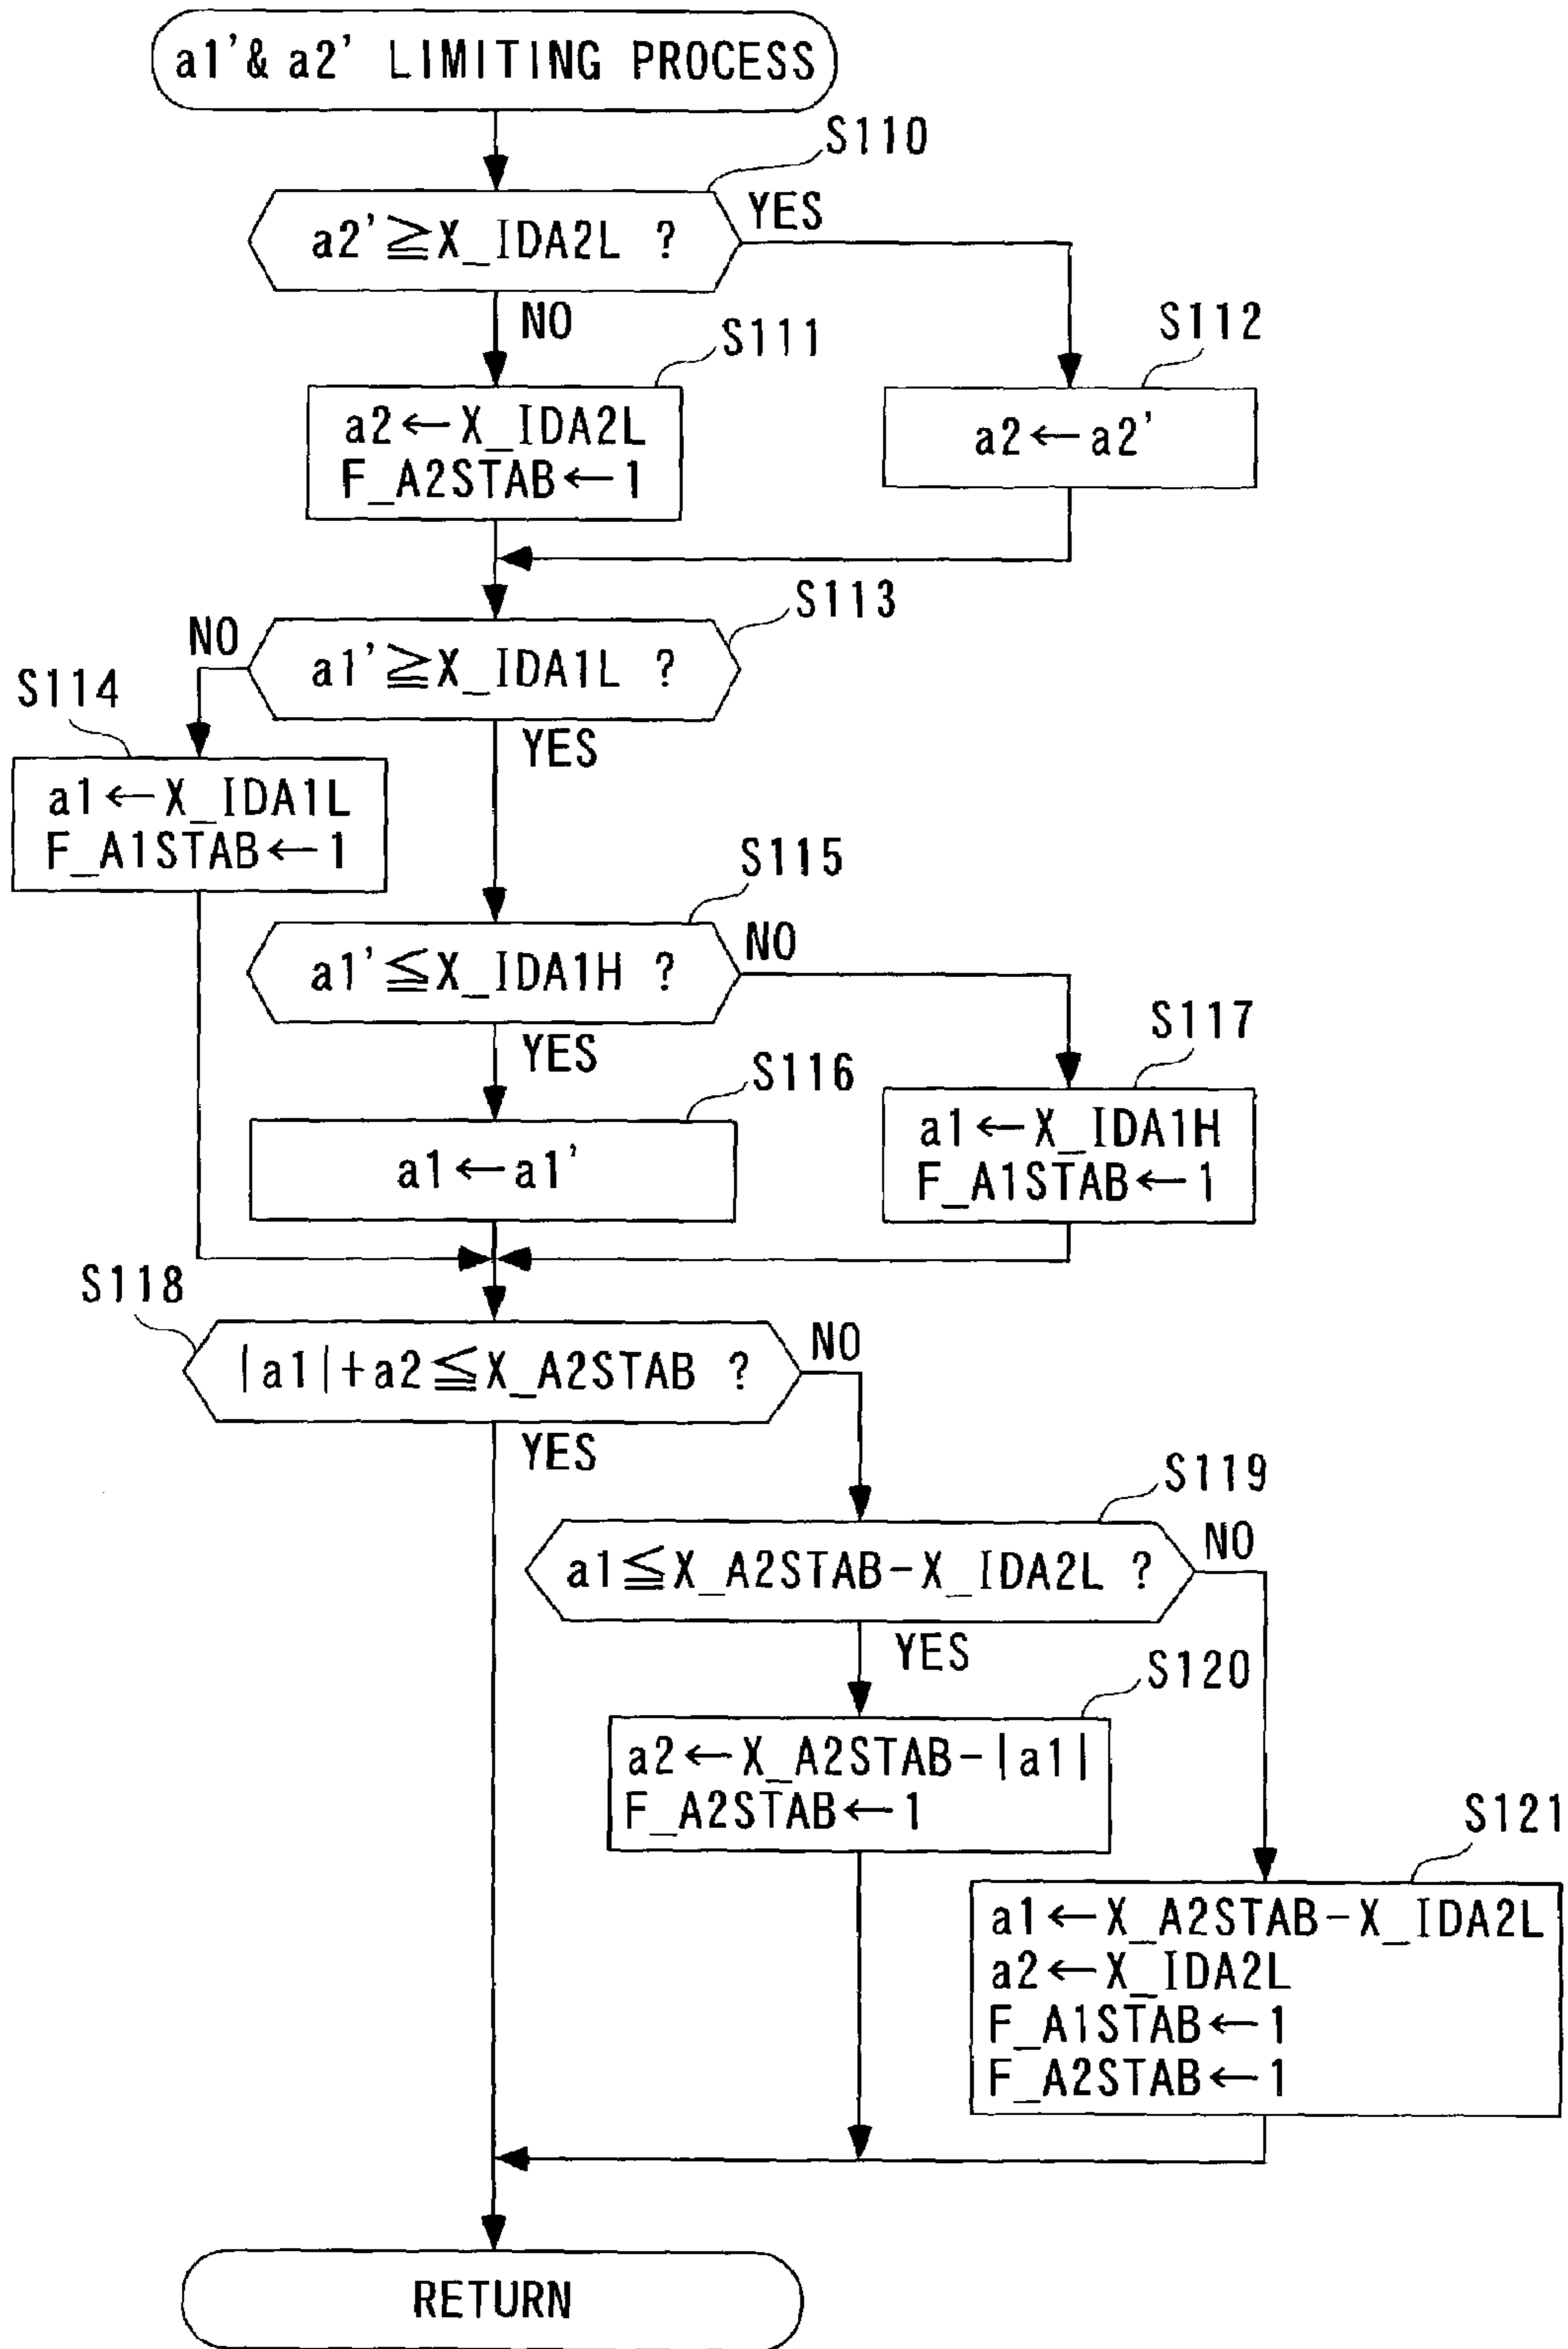 a1'& a2' LIMITING PROCESS
S110
a2'≧X_IDA2L ?
YES
NO
S111
a2←X_IDA2L
F_A2STAB←1
S112
a2←a2'
S113
a1'≧X_IDA1L ?
NO
YES
S114
a1←X_IDA1L
F_A1STAB←1
S115
a1'≦X_IDA1H ?
NO
YES
S116
a1←a1'
S117
a1←X_IDA1H
F_A1STAB←1
S118
|a1|+a2≦X_A2STAB ?
NO
YES
S119
a1≦X_A2STAB-X_IDA2L ?
NO
YES
S120
a2←X_A2STAB-|a1|
F_A2STAB←1
S121
a1←X_A2STAB-X_IDA2L
a2←X_IDA2L
F_A1STAB←1
F_A2STAB←1
RETURN